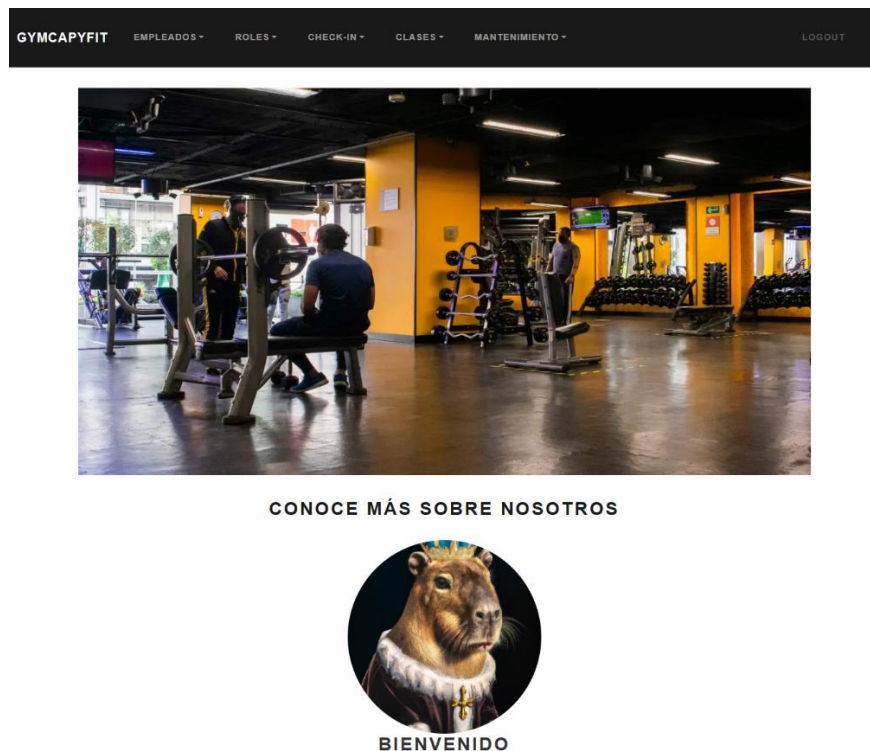 GYMCAPYFIT EMPLEADOS ROLES CHECK-IN CLASES MANTENIMIENTO LOGOUT
CONOCE MÁS SOBRE NOSOTROS
BIENVENIDO